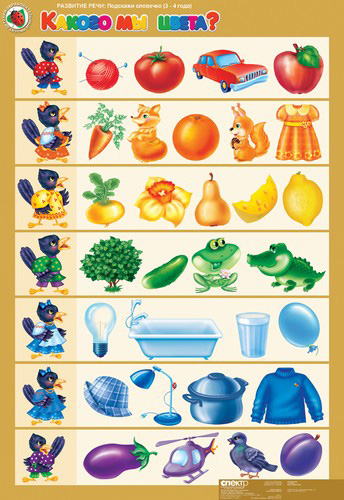 РАЗВИТИЕ РЕЧИ: Подскажи словечко (3 - 4 года)
КАКОГО МЫ ЦВЕТА?
СПЕКТР